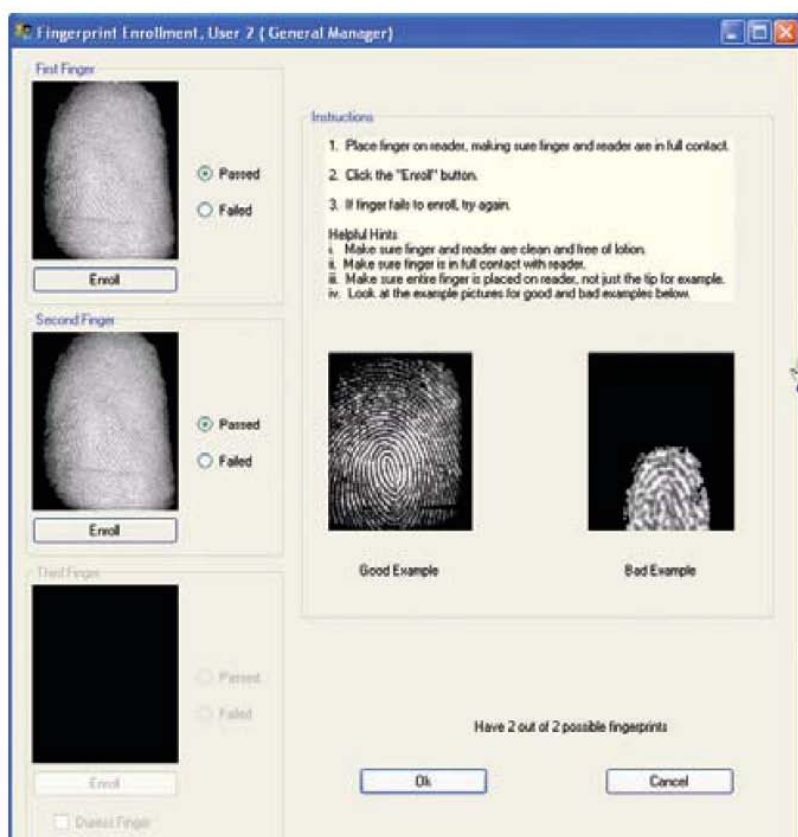 Fingerprint Enrollment, User 2 ( General Manager)
First Finger
Passed
Failed
Enroll
Second Finger
Passed
Failed
Enroll
Third Finger
Passed
Failed
Enroll
Duress Finger
Instructions
1. Place finger on reader, making sure finger and reader are in full contact.
2. Click the "Enroll" button.
3. If finger fails to enroll, try again.
Helpful Hints
i. Make sure finger and reader are clean and free of lotion.
ii. Make sure finger is in full contact with reader.
iii. Make sure entire finger is placed on reader, not just the tip for example.
iv. Look at the example pictures for good and bad examples below.
Good Example
Bad Example
Have 2 out of 2 possible fingerprints
Ok
Cancel